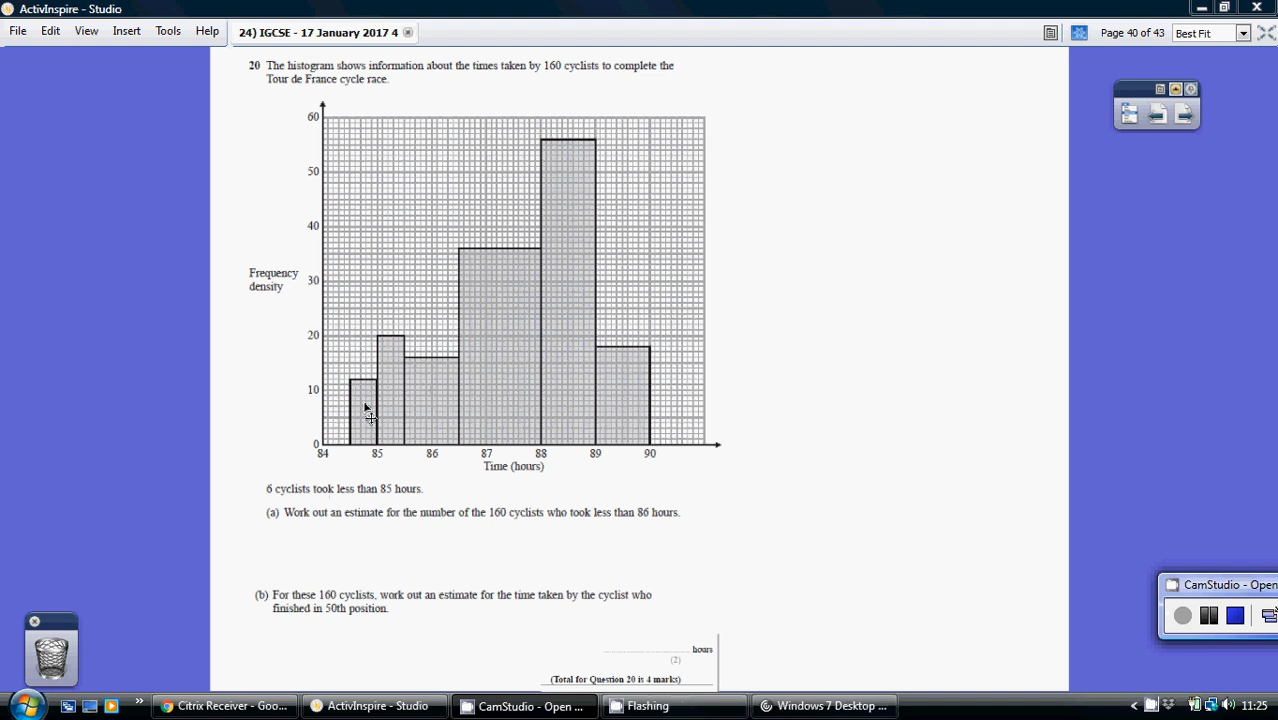 ActivInspire - Studio
File Edit View Insert Tools Help
24) IGCSE - 17 January 2017 4
Page 40 of 43
Best Fit
20 The histogram shows information about the times taken by 160 cyclists to complete the
Tour de France cycle race.
60
50
40
Frequency
density
30
20
10
0
84 85 86 87 88 89 90
Time (hours)
6 cyclists took less than 85 hours.
(a) Work out an estimate for the number of the 160 cyclists who took less than 86 hours.
(b) For these 160 cyclists, work out an estimate for the time taken by the cyclist who
finished in 50th position.
hours
(2)
(Total for Question 20 is 4 marks)
CamStudio - Open
Citrix Receiver - Goo...
ActivInspire - Studio
CamStudio - Open ...
Flashing
Windows 7 Desktop ...
11:25